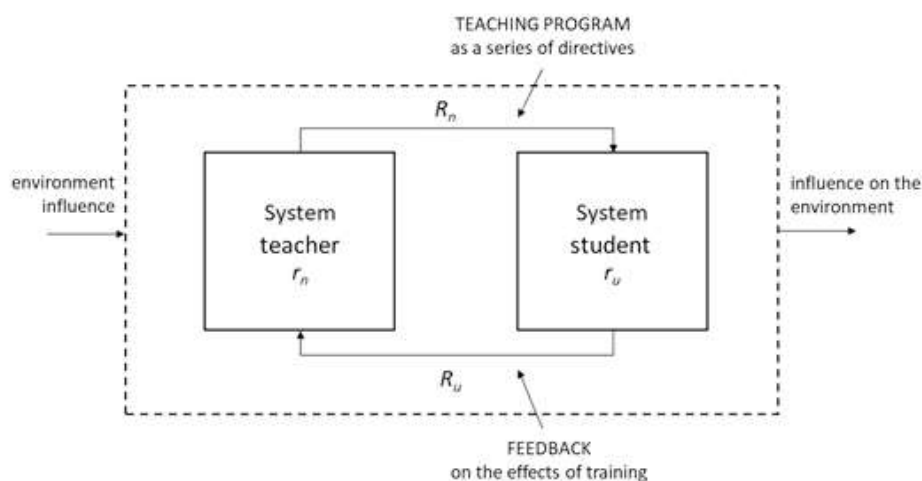 TEACHING PROGRAM
as a series of directives
Rn
environment
influence
System
teacher
rn
System
student
ru
influence on the
environment
Ru
FEEDBACK
on the effects of training